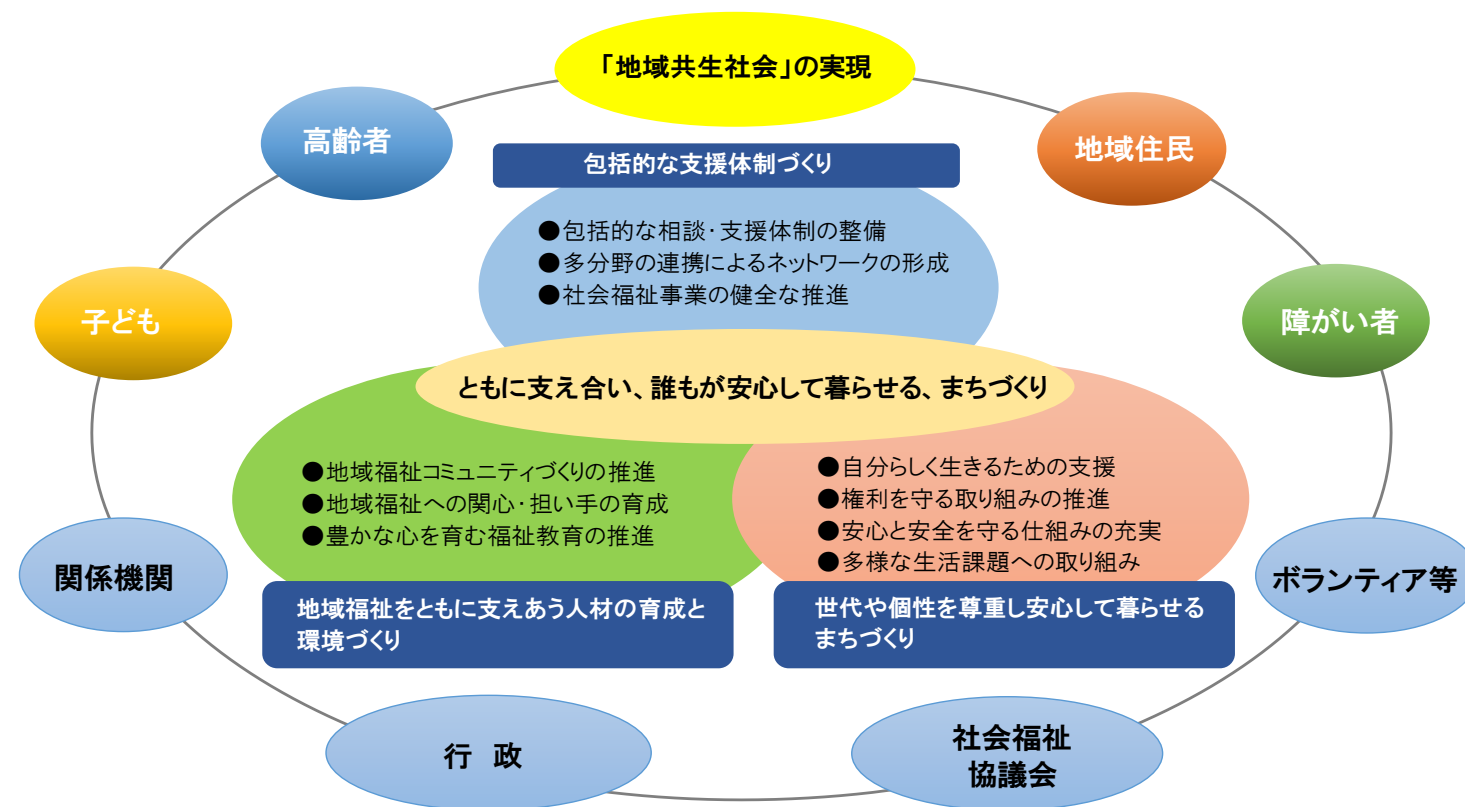 「地域共生社会」の実現
高齢者
地域住民
包括的な支援体制づくり
●包括的な相談・支援体制の整備
●多分野の連携によるネットワークの形成
●社会福祉事業の健全な推進
子ども
障がい者
ともに支え合い、誰もが安心して暮らせる、まちづくり
●地域福祉コミュニティづくりの推進
●地域福祉への関心・担い手の育成
●豊かな心を育む福祉教育の推進
●自分らしく生きるための支援
●権利を守る取り組みの推進
●安心と安全を守る仕組みの充実
●多様な生活課題への取り組み
関係機関
ボランティア等
地域福祉をともに支えあう人材の育成と
環境づくり
世代や個性を尊重し安心して暮らせる
まちづくり
行　政
社会福祉
協議会